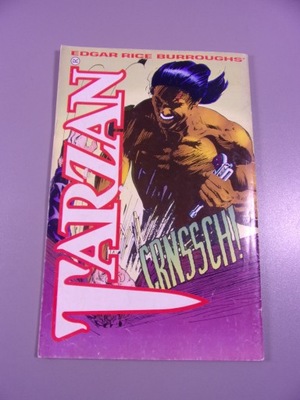 EDGAR RICE BURROUGHS'
TARZAN
CRNSSCH!